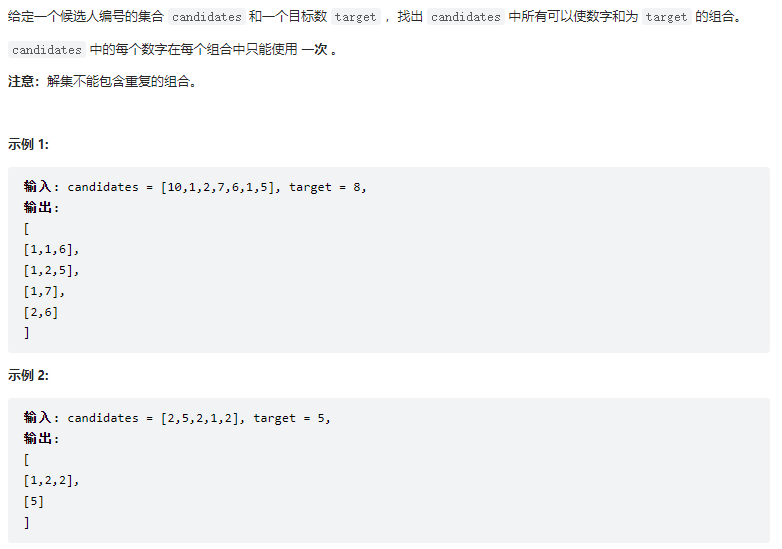 给定一个候选人编号的集合 candidates 和一个目标数 target ，找出 candidates 中所有可以使数字和为 target 的组合。
candidates 中的每个数字在每个组合中只能使用 一次 。
注意：解集不能包含重复的组合。
示例 1:
输入: candidates = [10,1,2,7,6,1,5], target = 8,
输出:
[
[1,1,6],
[1,2,5],
[1,7],
[2,6]
]
示例 2:
输入: candidates = [2,5,2,1,2], target = 5,
输出:
[
[1,2,2],
[5]
]